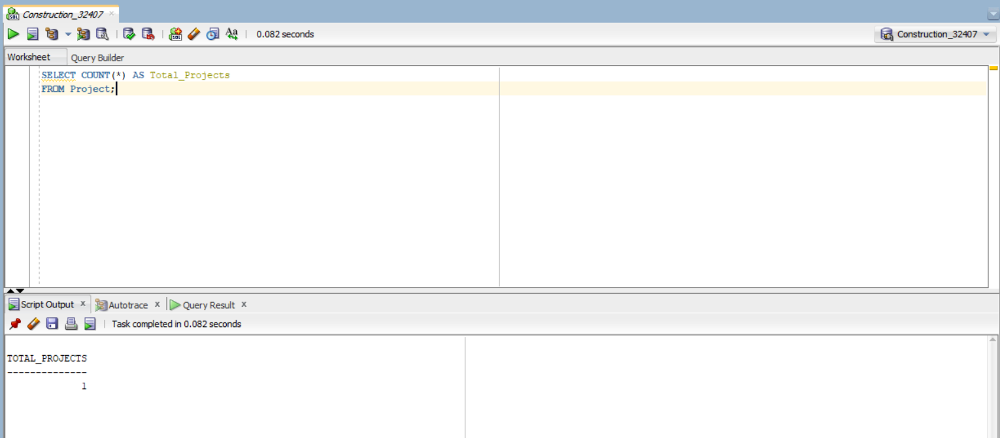 Construction_32407
0.082 seconds
Construction_32407
Worksheet Query Builder
SELECT COUNT(*) AS Total_Projects
FROM Project;
Script Output x Autotrace x Query Result x
Task completed in 0.082 seconds
TOTAL_PROJECTS
--------------
1